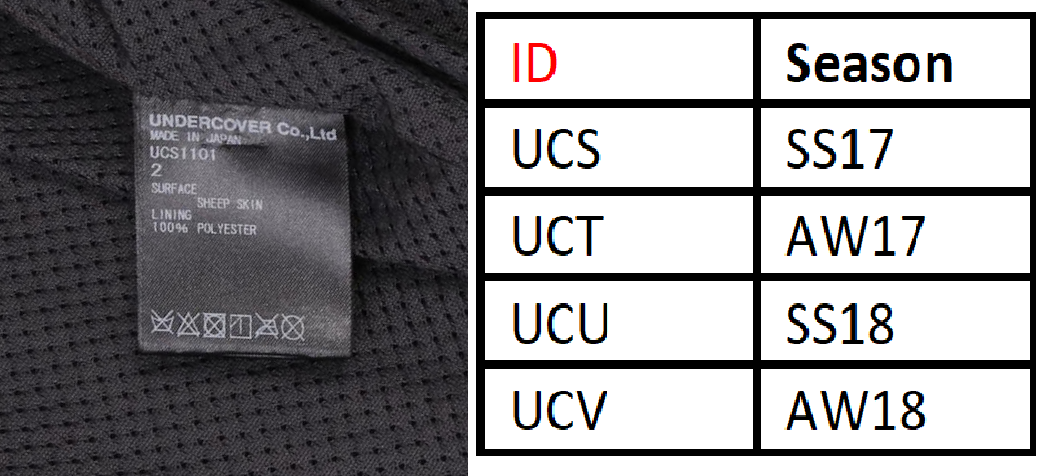 UNDERCOVER Co.,Ltd
MADE IN JAPAN
UCS1101
2
SURFACE
SHEEP SKIN
LINING
100% POLYESTER
ID Season
UCS SS17
UCT AW17
UCU SS18
UCV AW18